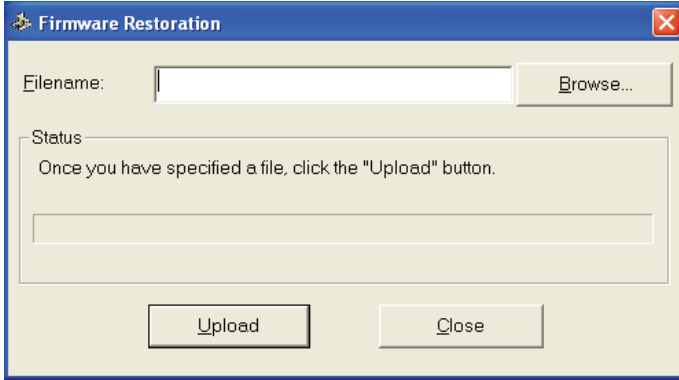 Firmware Restoration
Filename:
Browse...
Status
Once you have specified a file, click the "Upload" button.
Upload
Close